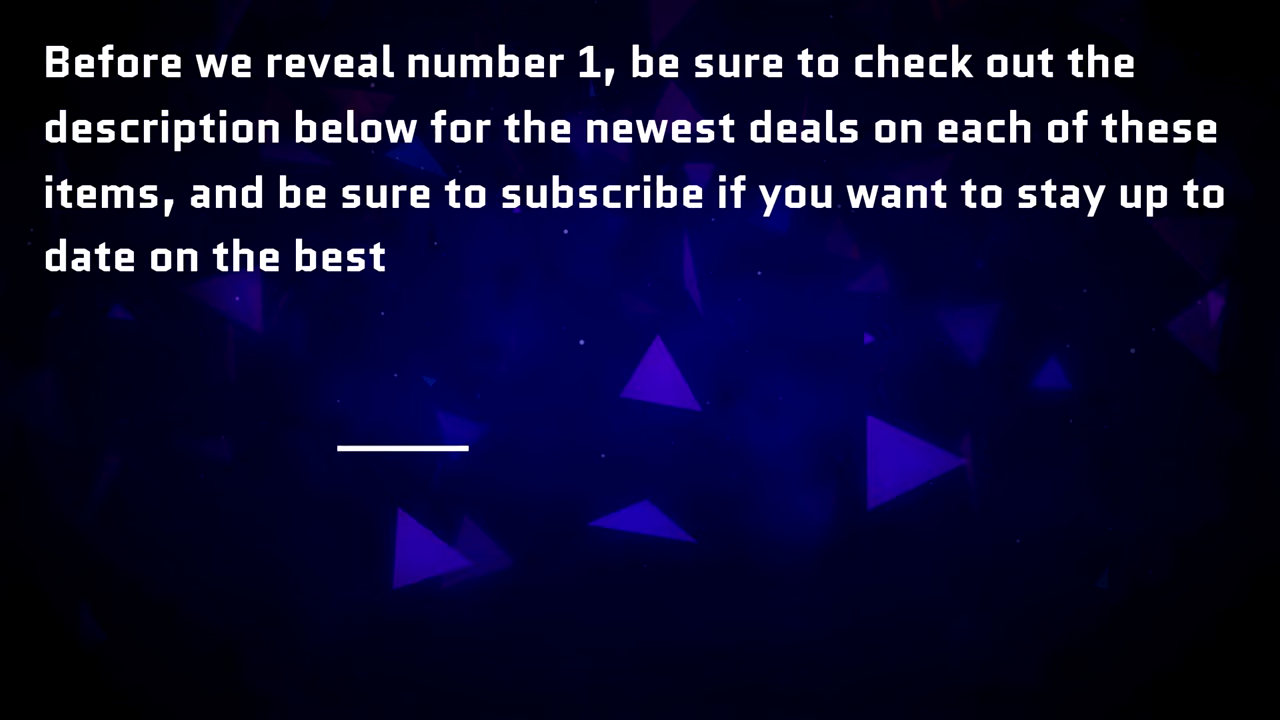 Before we reveal number 1, be sure to check out the
description below for the newest deals on each of these
items, and be sure to subscribe if you want to stay up to
date on the best